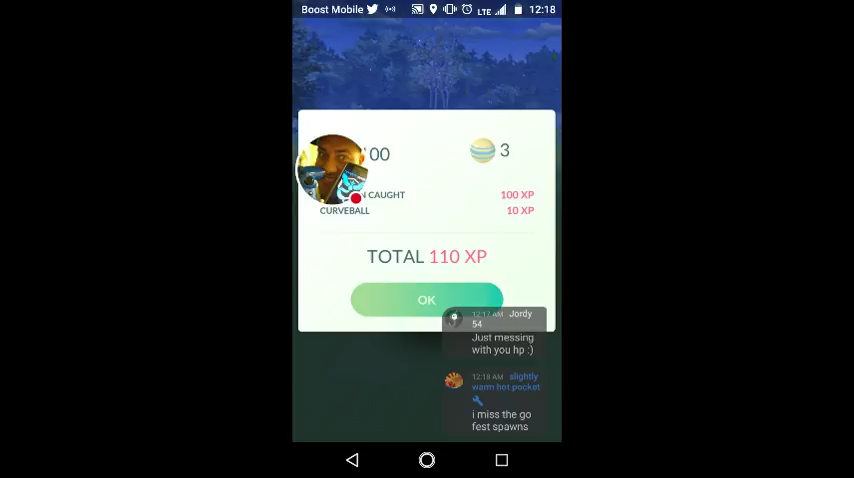 Boost Mobile LTE 12:18
00 3
N CAUGHT 100 XP
CURVEBALL 10 XP
TOTAL 110 XP
OK
12:17 AM Jordy
54
Just messing
with you hp :)
12:18 AM slightly
warm hot pocket
i miss the go
fest spawns